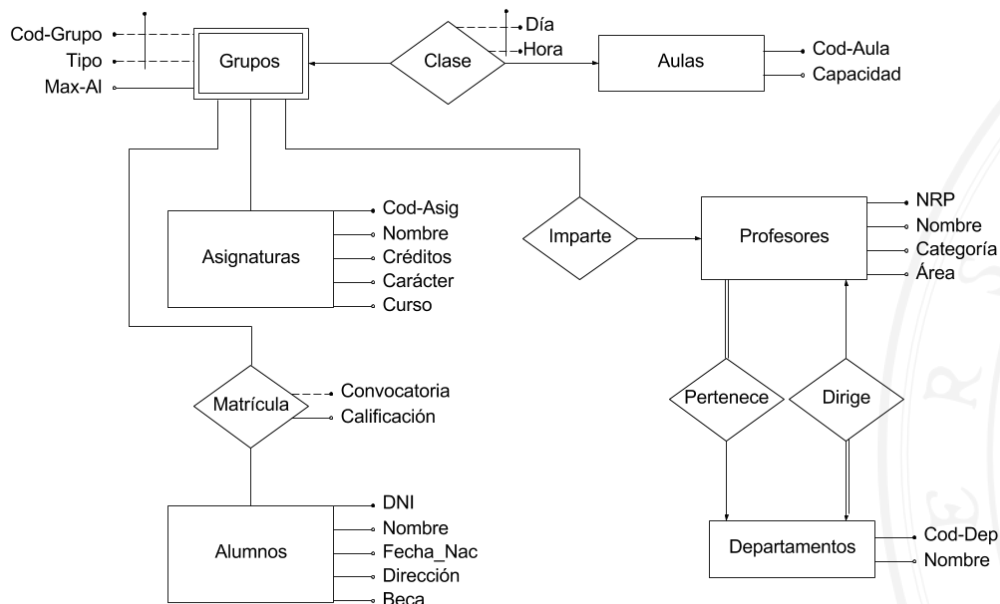 Cod-Grupo
Tipo
Max-Al
Grupos
Clase
Día
Hora
Aulas
Cod-Aula
Capacidad
Asignaturas
Cod-Asig
Nombre
Créditos
Carácter
Curso
Imparte
Profesores
NRP
Nombre
Categoría
Área
Matrícula
Convocatoria
Calificación
Pertenece
Dirige
Alumnos
DNI
Nombre
Fecha_Nac
Dirección
Beca
Departamentos
Cod-Dep
Nombre
E R S